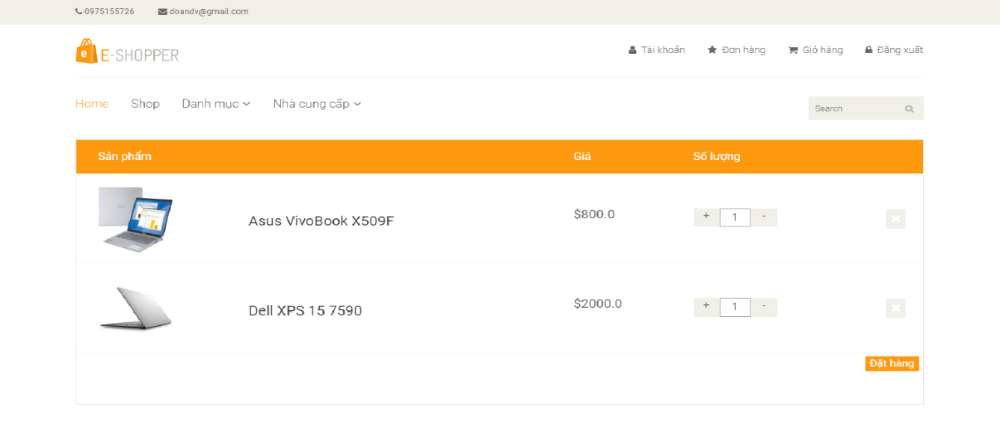 0975155726 doandv@gmail.com
e E-SHOPPER
Tài khoản Đơn hàng Giỏ hàng Đăng xuất
Home Shop Danh mục Nhà cung cấp
Search
Sản phẩm Giá Số lượng
Asus VivoBook X509F $800.0 + 1 -
Dell XPS 15 7590 $2000.0 + 1 -
Đặt hàng